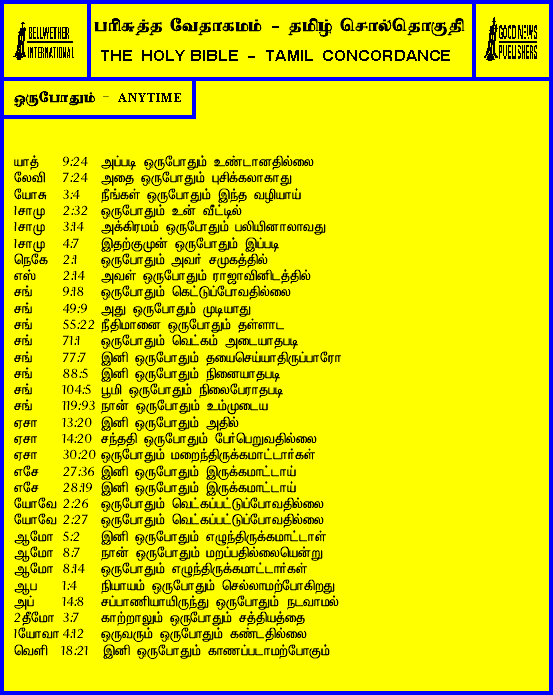 BELLWETHER INTERNATIONAL
பரிசுத்த வேதாகமம் - தமிழ் சொல்தொகுதி
THE HOLY BIBLE - TAMIL CONCORDANCE
GOOD NEWS PUBLISHERS
ஒருபோதும் - ANYTIME
யாத் 9:24 அப்படி ஒருபோதும் உண்டானதில்லை
லேவி 7:24 அதை ஒருபோதும் புசிக்கலாகாது
யோசு 3:4 நீங்கள் ஒருபோதும் இந்த வழியாய்
1சாமு 2:32 ஒருபோதும் உன் வீட்டில்
1சாமு 3:14 அக்கிரமம் ஒருபோதும் பலியினாலாவது
1சாமு 4:7 இதற்குமுன் ஒருபோதும் இப்படி
நெகே 2:1 ஒருபோதும் அவர் சமுகத்தில்
எஸ் 2:14 அவள் ஒருபோதும் ராஜாவினிடத்தில்
சங் 9:18 ஒருபோதும் கெட்டுப்போவதில்லை
சங் 49:9 அது ஒருபோதும் முடியாது
சங் 55:22 நீதிமானை ஒருபோதும் தள்ளாட
சங் 71:1 ஒருபோதும் வெட்கம் அடையாதபடி
சங் 77:7 இனி ஒருபோதும் தயைசெய்யாதிருப்பாரோ
சங் 88:5 இனி ஒருபோதும் நினையாதபடி
சங் 104:5 பூமி ஒருபோதும் நிலைபேராதபடி
சங் 119:93 நான் ஒருபோதும் உம்முடைய
ஏசா 13:20 இனி ஒருபோதும் அதில்
ஏசா 14:20 சந்ததி ஒருபோதும் பேர்பெறுவதில்லை
ஏசா 30:20 ஒருபோதும் மறைந்திருக்கமாட்டார்கள்
எசே 27:36 இனி ஒருபோதும் இருக்கமாட்டாய்
எசே 28:19 இனி ஒருபோதும் இருக்கமாட்டாய்
யோவே 2:26 ஒருபோதும் வெட்கப்பட்டுப்போவதில்லை
யோவே 2:27 ஒருபோதும் வெட்கப்பட்டுப்போவதில்லை
ஆமோ 5:2 இனி ஒருபோதும் எழுந்திருக்கமாட்டாள்
ஆமோ 8:7 நான் ஒருபோதும் மறப்பதில்லையென்று
ஆமோ 8:14 ஒருபோதும் எழுந்திருக்கமாட்டார்கள்
ஆப 1:4 நியாயம் ஒருபோதும் செல்லாமற்போகிறது
அப் 14:8 சப்பாணியாயிருந்து ஒருபோதும் நடவாமல்
2தீமோ 3:7 காற்றாலும் ஒருபோதும் சத்தியத்தை
1யோவா 4:12 ஒருவரும் ஒருபோதும் கண்டதில்லை
வெளி 18:21 இனி ஒருபோதும் காணப்படாமற்போகும்